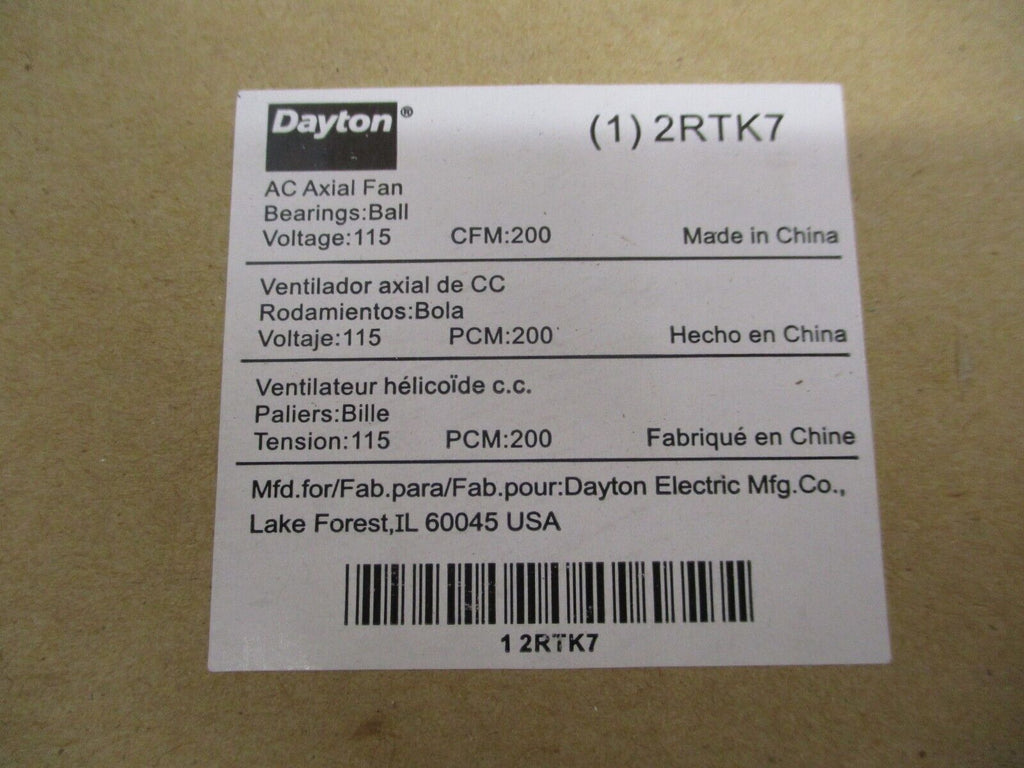 Dayton®
(1) 2RTK7
AC Axial Fan
Bearings:Ball
Voltage:115 CFM:200 Made in China
Ventilador axial de CC
Rodamientos:Bola
Voltaje:115 PCM:200 Hecho en China
Ventilateur hélicoïde c.c.
Paliers:Bille
Tension:115 PCM:200 Fabriqué en Chine
Mfd.for/Fab.para/Fab.pour:Dayton Electric Mfg.Co.,
Lake Forest,IL 60045 USA
1 2RTK7